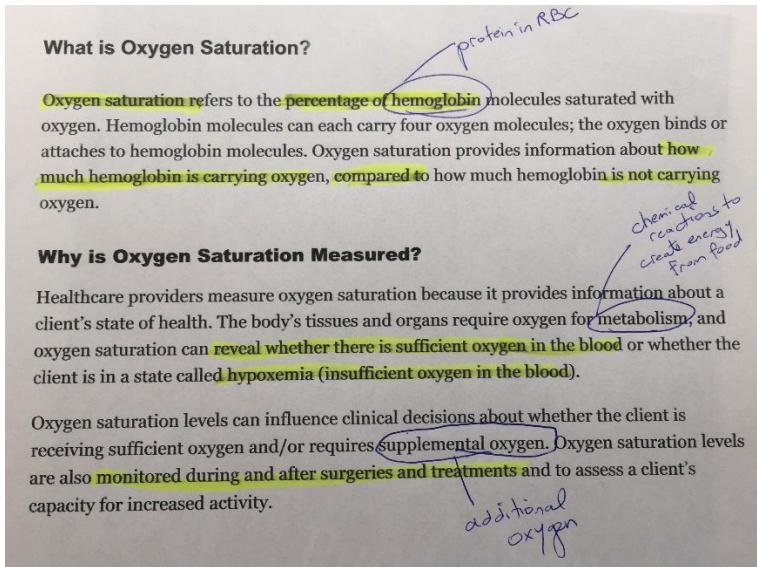 What is Oxygen Saturation?
protein in RBC
Oxygen saturation refers to the percentage of hemoglobin molecules saturated with
oxygen. Hemoglobin molecules can each carry four oxygen molecules; the oxygen binds or
attaches to hemoglobin molecules. Oxygen saturation provides information about how
much hemoglobin is carrying oxygen, compared to how much hemoglobin is not carrying
oxygen.
chemical
reactions to
create energy
from food
Why is Oxygen Saturation Measured?
Healthcare providers measure oxygen saturation because it provides information about a
client’s state of health. The body’s tissues and organs require oxygen for metabolism, and
oxygen saturation can reveal whether there is sufficient oxygen in the blood or whether the
client is in a state called hypoxemia (insufficient oxygen in the blood).
Oxygen saturation levels can influence clinical decisions about whether the client is
receiving sufficient oxygen and/or requires supplemental oxygen. Oxygen saturation levels
are also monitored during and after surgeries and treatments and to assess a client’s
capacity for increased activity.
additional
oxygen